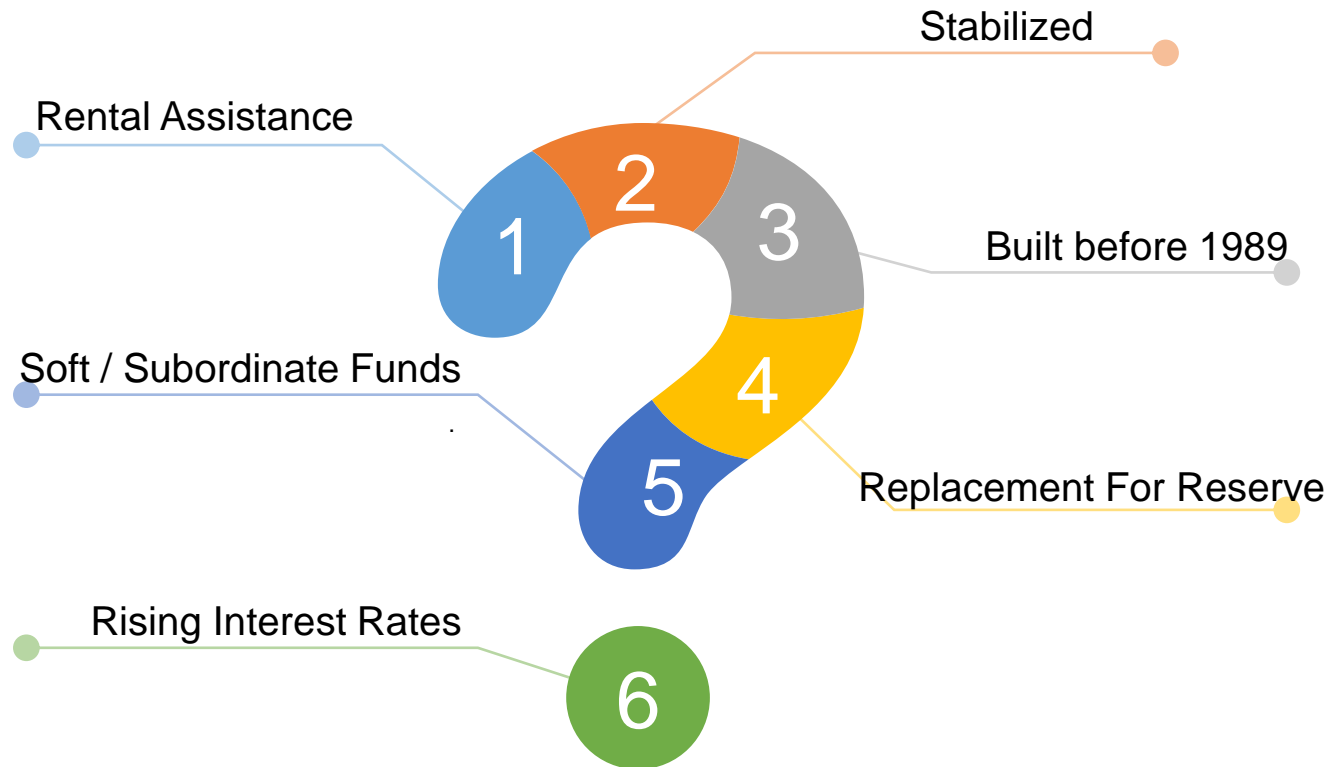 Stabilized
Rental Assistance
2
3
1
Built before 1989
Soft / Subordinate Funds
4
.
5
Replacement For Reserve
Rising Interest Rates
6